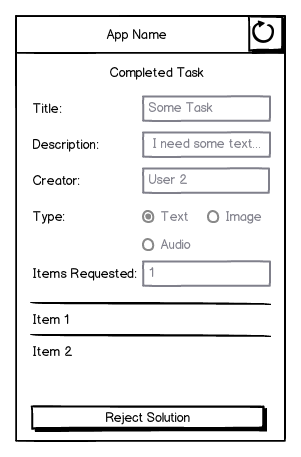 App Name
Completed Task
Title: Some Task
Description: I need some text...
Creator: User 2
Type: Text Image
Audio
Items Requested: 1
Item 1
Item 2
Reject Solution